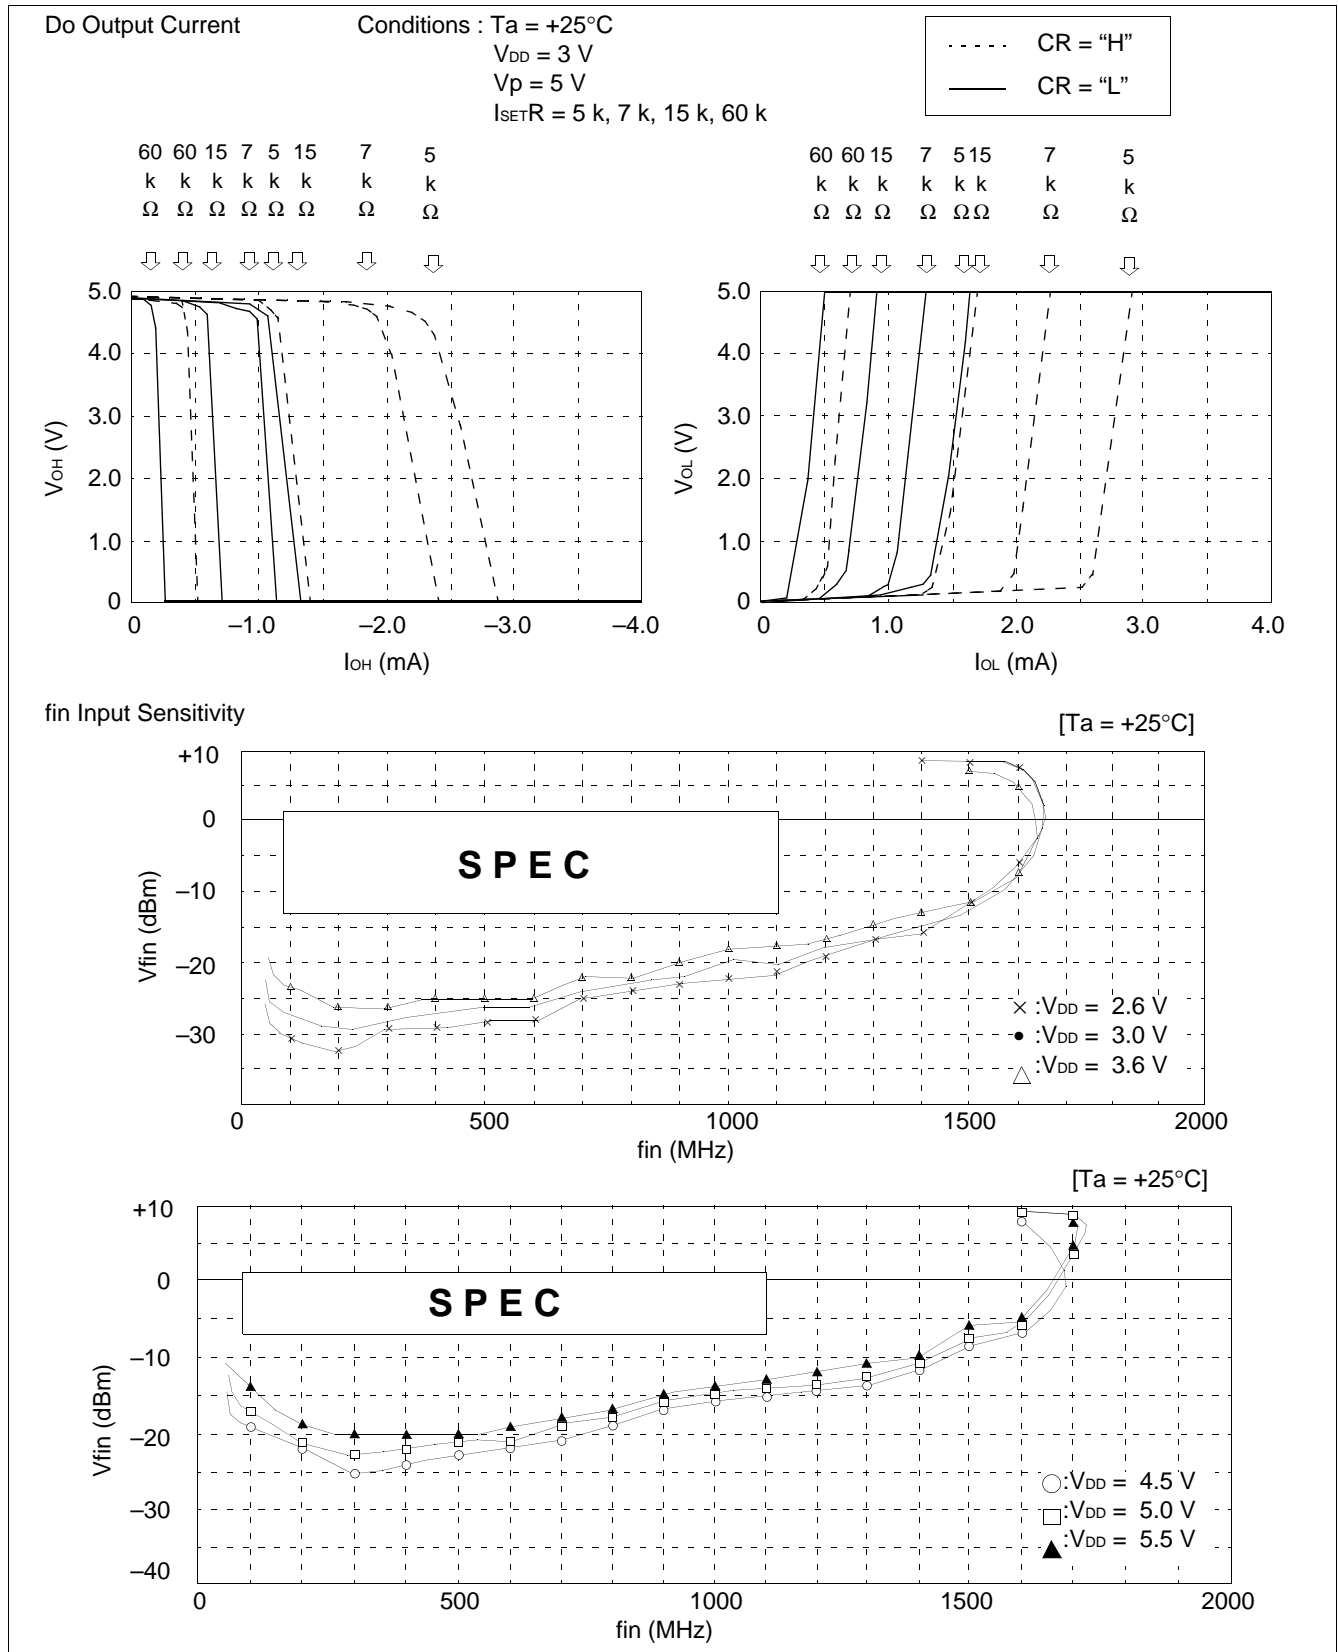 Do Output Current
Conditions : Ta = +25°C
VDD = 3 V
Vp = 5 V
ISETR = 5 k, 7 k, 15 k, 60 k
CR = “H”
CR = “L”
60 60 15 7 5 15 7 5
k k k k k k k k
Ω Ω Ω Ω Ω Ω Ω Ω
5.0
4.0
3.0
2.0
1.0
0
VOH (V)
0 –1.0 –2.0 –3.0 –4.0
IOH (mA)
60 60 15 7 5 15 7 5
k k k k k k k k
Ω Ω Ω Ω Ω Ω Ω Ω
5.0
4.0
3.0
2.0
1.0
0
VOL (V)
0 1.0 2.0 3.0 4.0
IOL (mA)
fin Input Sensitivity
[Ta = +25°C]
+10
0
–10
–20
–30
Vfin (dBm)
SPEC
:VDD = 2.6 V
:VDD = 3.0 V
:VDD = 3.6 V
0 500 1000 1500 2000
fin (MHz)
[Ta = +25°C]
+10
0
–10
–20
–30
–40
Vfin (dBm)
SPEC
:VDD = 4.5 V
:VDD = 5.0 V
:VDD = 5.5 V
0 500 1000 1500 2000
fin (MHz)